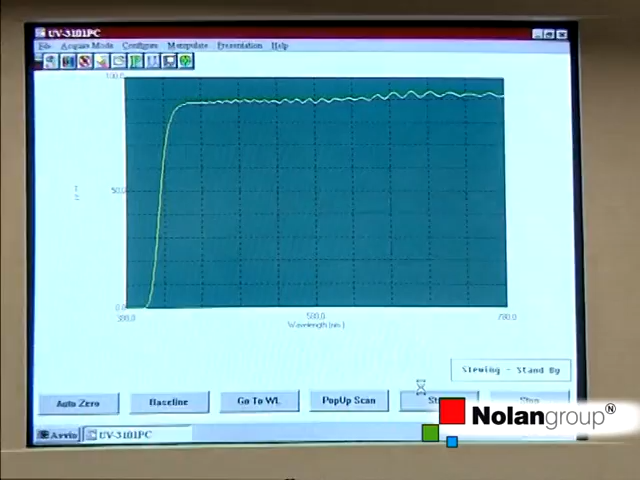 UV-3101PC
File Acquire Mode Configure Manipulate Presentation Help
100.0
50.0
0.0
300.0 500.0 700.0
Wavelength (nm.)
Slewing - Stand By
Auto Zero Baseline Go To WL PopUp Scan Stop
UV-3101PC
Nolangroup N